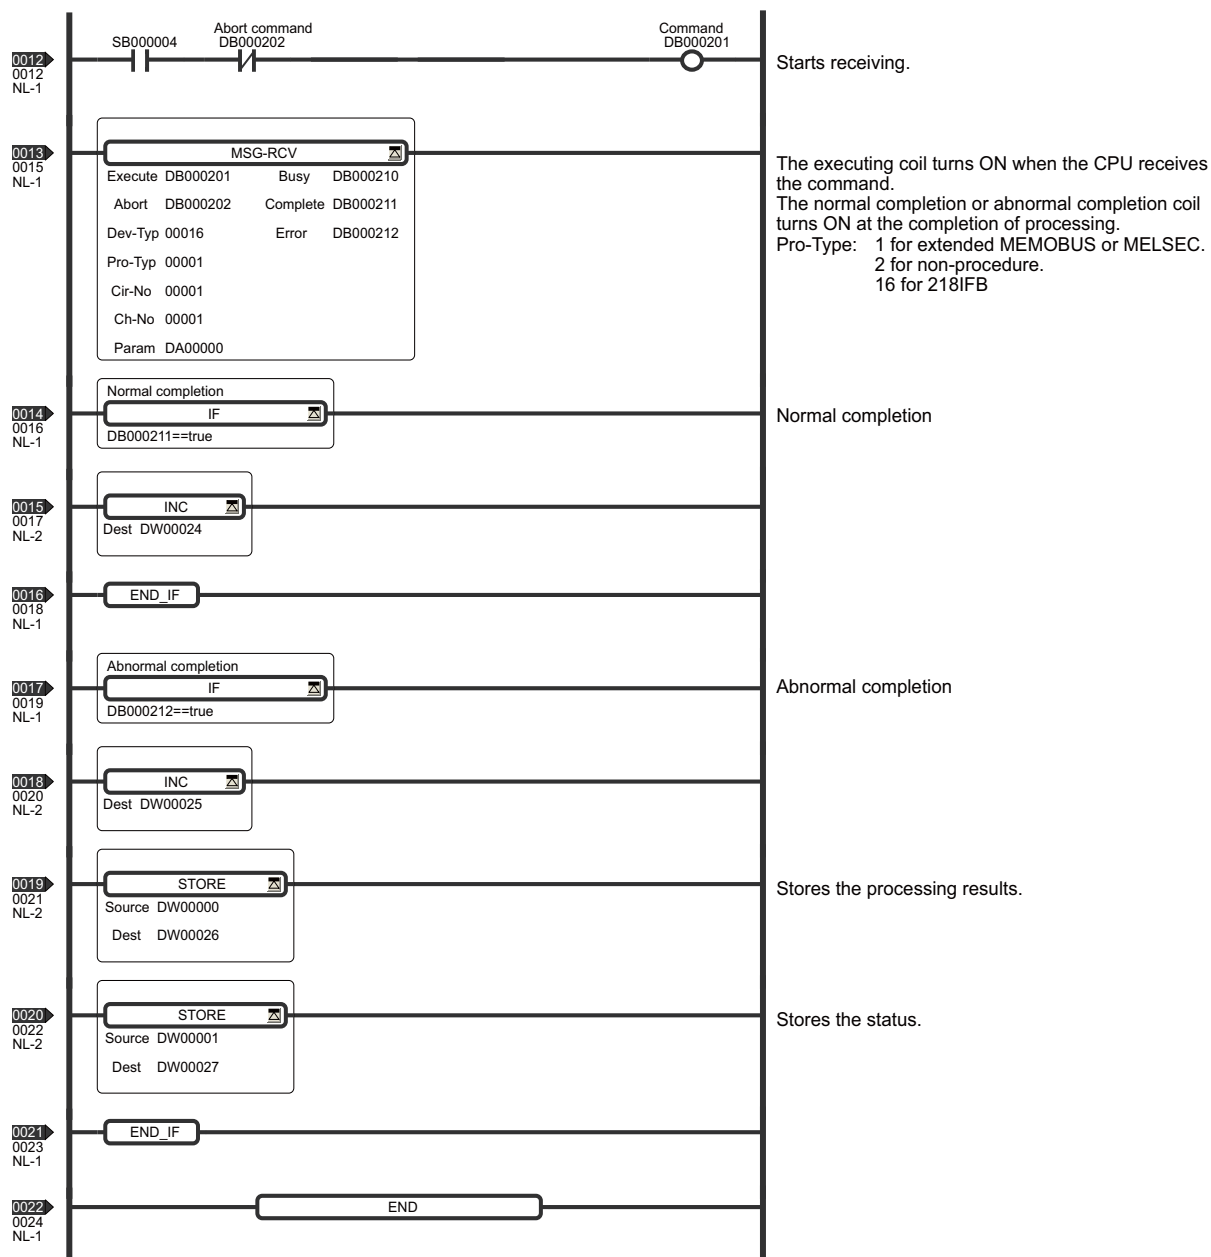 Abort command
Command
SB000004
DB000202
DB000201
0012
0012
NL-1
Starts receiving.
0013
0015
NL-1
MSG-RCV
Execute DB000201 Busy DB000210
Abort DB000202 Complete DB000211
Dev-Typ 00016 Error DB000212
Pro-Typ 00001
Cir-No 00001
Ch-No 00001
Param DA00000
The executing coil turns ON when the CPU receives
the command.
The normal completion or abnormal completion coil
turns ON at the completion of processing.
Pro-Type: 1 for extended MEMOBUS or MELSEC.
2 for non-procedure.
16 for 218IFB
Normal completion
0014
0016
NL-1
IF
DB000211==true
Normal completion
0015
0017
NL-2
INC
Dest DW00024
0016
0018
NL-1
END_IF
Abnormal completion
0017
0019
NL-1
IF
DB000212==true
Abnormal completion
0018
0020
NL-2
INC
Dest DW00025
0019
0021
NL-2
STORE
Source DW00000
Dest DW00026
Stores the processing results.
0020
0022
NL-2
STORE
Source DW00001
Dest DW00027
Stores the status.
0021
0023
NL-1
END_IF
0022
0024
NL-1
END